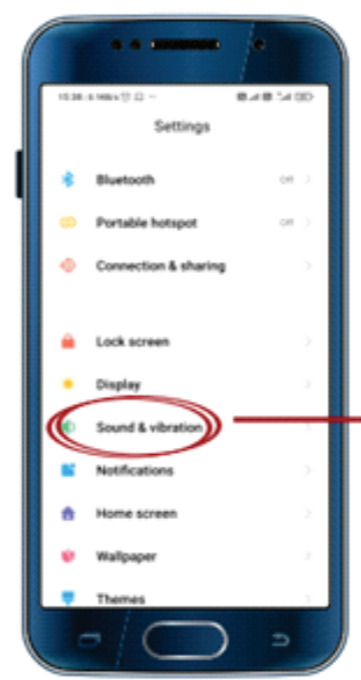 Settings
Bluetooth Off
Portable hotspot Off
Connection & sharing
Lock screen
Display
Sound & vibration
Notifications
Home screen
Wallpaper
Themes